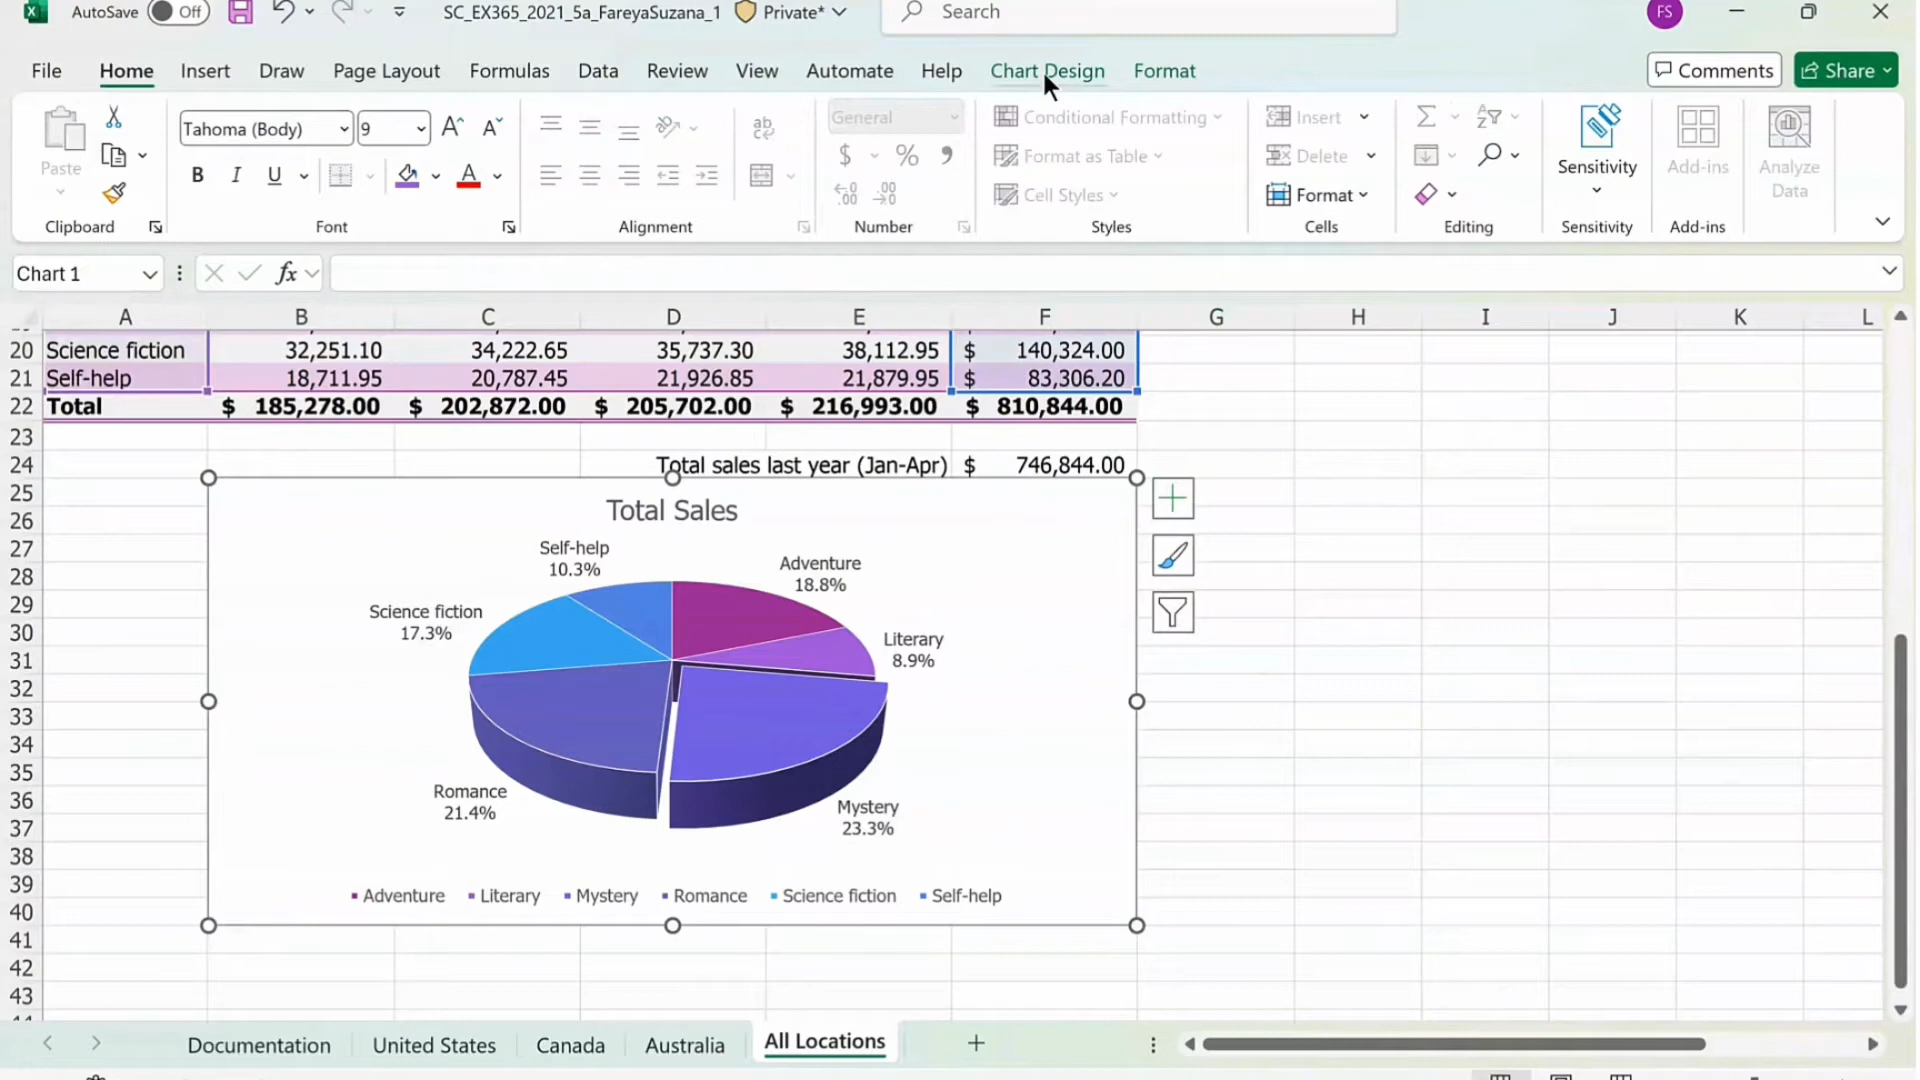 AutoSave Off SC_EX365_2021_5a_FareyaSuzana_1 Private* Search FS
File Home Insert Draw Page Layout Formulas Data Review View Automate Help Chart Design Format Comments Share
Paste Tahoma (Body) 9 A A ab c General Conditional Formatting Insert Sensitivity Add-ins Analyze Data
B I U A $ % 9 Format as Table Delete
Cell Styles Format
Clipboard Font Alignment Number Styles Cells Editing Sensitivity Add-ins
Chart 1 fx
A B C D E F G H I J K L
20 Science fiction 32,251.10 34,222.65 35,737.30 38,112.95 $ 140,324.00
21 Self-help 18,711.95 20,787.45 21,926.85 21,879.95 $ 83,306.20
22 Total $ 185,278.00 $ 202,872.00 $ 205,702.00 $ 216,993.00 $ 810,844.00
23
24 Total sales last year (Jan-Apr) $ 746,844.00
25
26 Total Sales
27 Self-help
10.3%
Adventure
18.8%
28
29
Science fiction
17.3%
30
Literary
8.9%
31
32
33
34
35
36
Romance
21.4%
Mystery
23.3%
37
38
39
Adventure Literary Mystery Romance Science fiction Self-help
40
41
42
43
Documentation United States Canada Australia All Locations